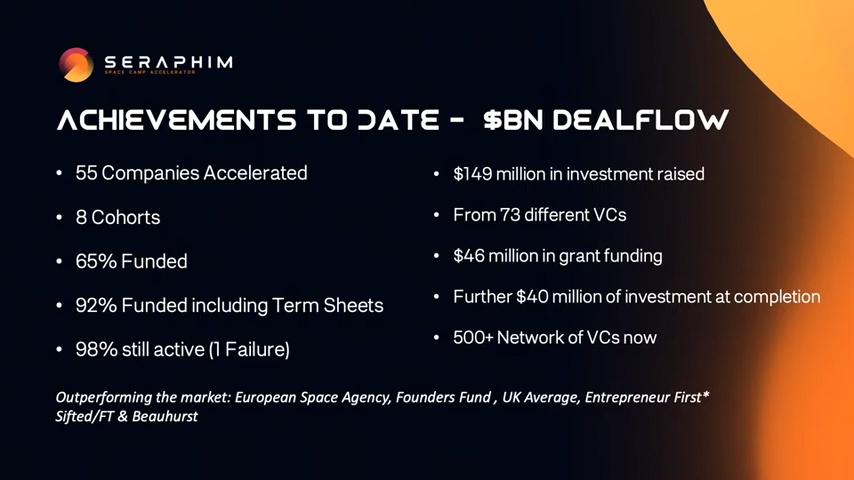 SERAPHIM
SPACE CAMP ACCELERATOR
ACHIEVEMENTS TO DATE - $BN DEALFLOW
• 55 Companies Accelerated
• 8 Cohorts
• 65% Funded
• 92% Funded including Term Sheets
• 98% still active (1 Failure)
• $149 million in investment raised
• From 73 different VCs
• $46 million in grant funding
• Further $40 million of investment at completion
• 500+ Network of VCs now
Outperforming the market: European Space Agency, Founders Fund , UK Average, Entrepreneur First*
Sifted/FT & Beauhurst